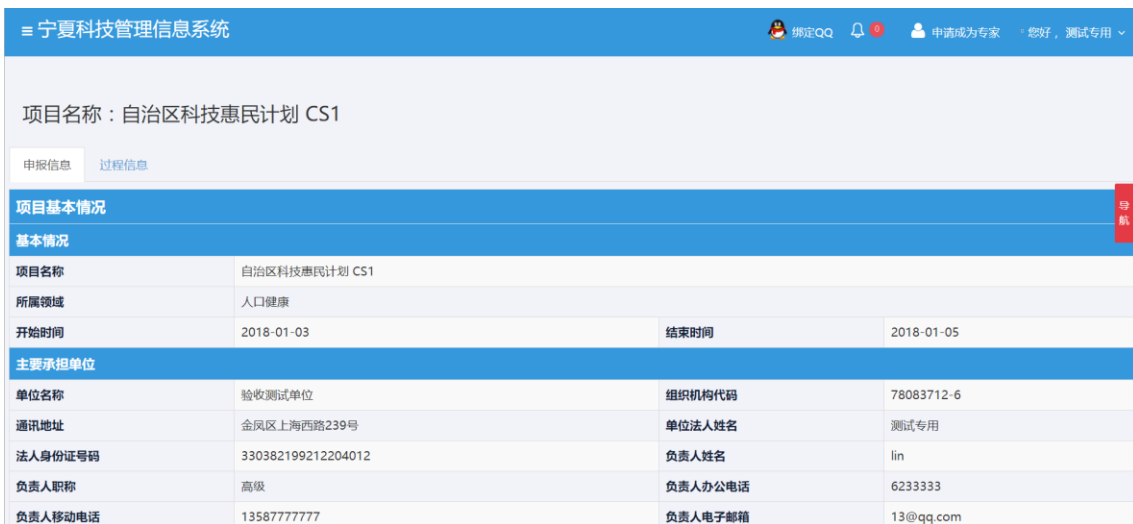 ≡ 宁夏科技管理信息系统 绑定QQ 0 申请成为专家 您好，测试专用
项目名称：自治区科技惠民计划 CS1
申报信息 过程信息
项目基本情况
导航
基本情况
项目名称 自治区科技惠民计划 CS1
所属领域 人口健康
开始时间 2018-01-03 结束时间 2018-01-05
主要承担单位
单位名称 验收测试单位 组织机构代码 78083712-6
通讯地址 金凤区上海西路239号 单位法人姓名 测试专用
法人身份证号码 330382199212204012 负责人姓名 lin
负责人职称 高级 负责人办公电话 6233333
负责人移动电话 13587777777 负责人电子邮箱 13@qq.com